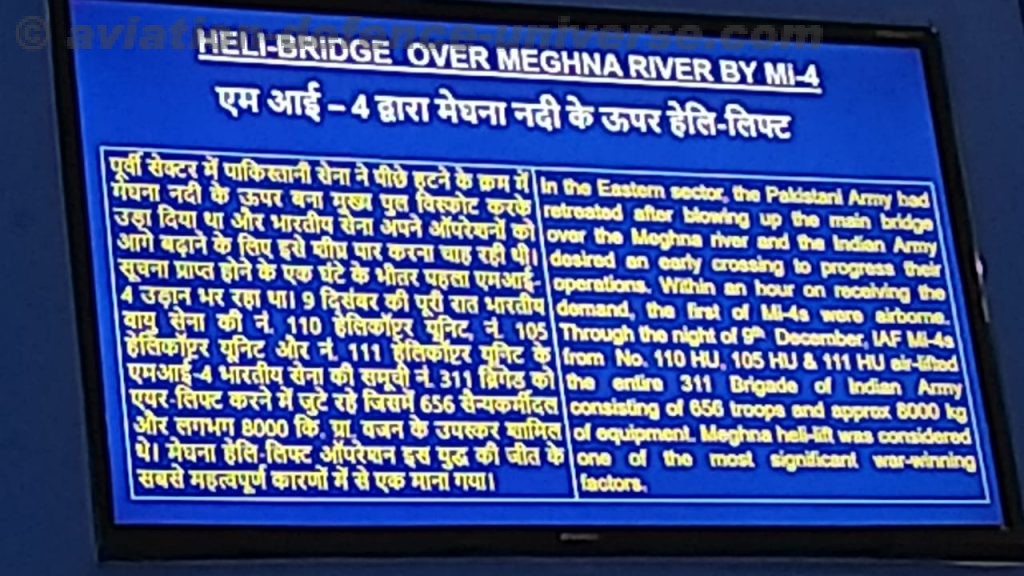 © aviation-defence-universe.com
HELI-BRIDGE OVER MEGHNA RIVER BY Mi-4
एम आई – 4 द्वारा मेघना नदी के ऊपर हेलि-लिफ्ट
पूर्वी सेक्टर में पाकिस्तानी सेना ने पीछे हटने के क्रम में
मेघना नदी के ऊपर बना मुख्य पुल विस्फोट करके
उड़ा दिया था और भारतीय सेना अपने ऑपरेशनों को
आगे बढ़ाने के लिए इसे शीघ्र पार करना चाह रही थी।
सूचना प्राप्त होने के एक घंटे के भीतर पहला एमआई-
4 उड़ान भर रहा था। 9 दिसंबर की पूरी रात भारतीय
वायु सेना की नं. 110 हेलिकॉप्टर यूनिट, नं. 105
हेलिकॉप्टर यूनिट और नं. 111 हेलिकॉप्टर यूनिट के
एमआई-4 भारतीय सेना की समूची नं. 311 ब्रिगेड को
एयर-लिफ्ट करने में जुटे रहे जिसमें 656 सैन्यकर्मीदल
और लगभग 8000 कि. ग्रा. वजन के उपस्कर शामिल
थे। मेघना हेलि-लिफ्ट ऑपरेशन इस युद्ध की जीत के
सबसे महत्वपूर्ण कारणों में से एक माना गया।
In the Eastern sector, the Pakistani Army had
retreated after blowing up the main bridge
over the Meghna river and the Indian Army
desired an early crossing to progress their
operations. Within an hour on receiving the
demand, the first of Mi-4s were airborne.
Through the night of 9th December, IAF Mi-4s
from No. 110 HU, 105 HU & 111 HU air-lifted
the entire 311 Brigade of Indian Army
consisting of 656 troops and approx 8000 kg
of equipment. Meghna heli-lift was considered
one of the most significant war-winning
factors.